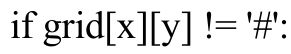 if grid[x][y] != '#':